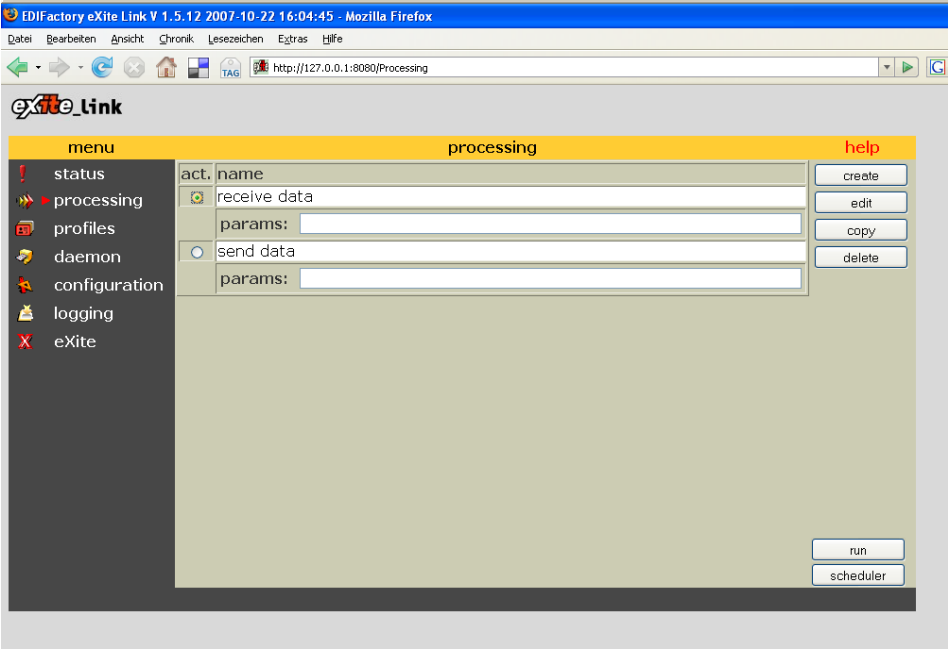 EDIFactory eXite Link V 1.5.12 2007-10-22 16:04:45 - Mozilla Firefox
Datei Bearbeiten Ansicht Chronik Lesezeichen Extras Hilfe
TAG http://127.0.0.1:8080/Processing G
eXite_link
menu processing help
status
processing
profiles
daemon
configuration
logging
eXite
act. name
receive data
params:
send data
params:
create
edit
copy
delete
run
scheduler